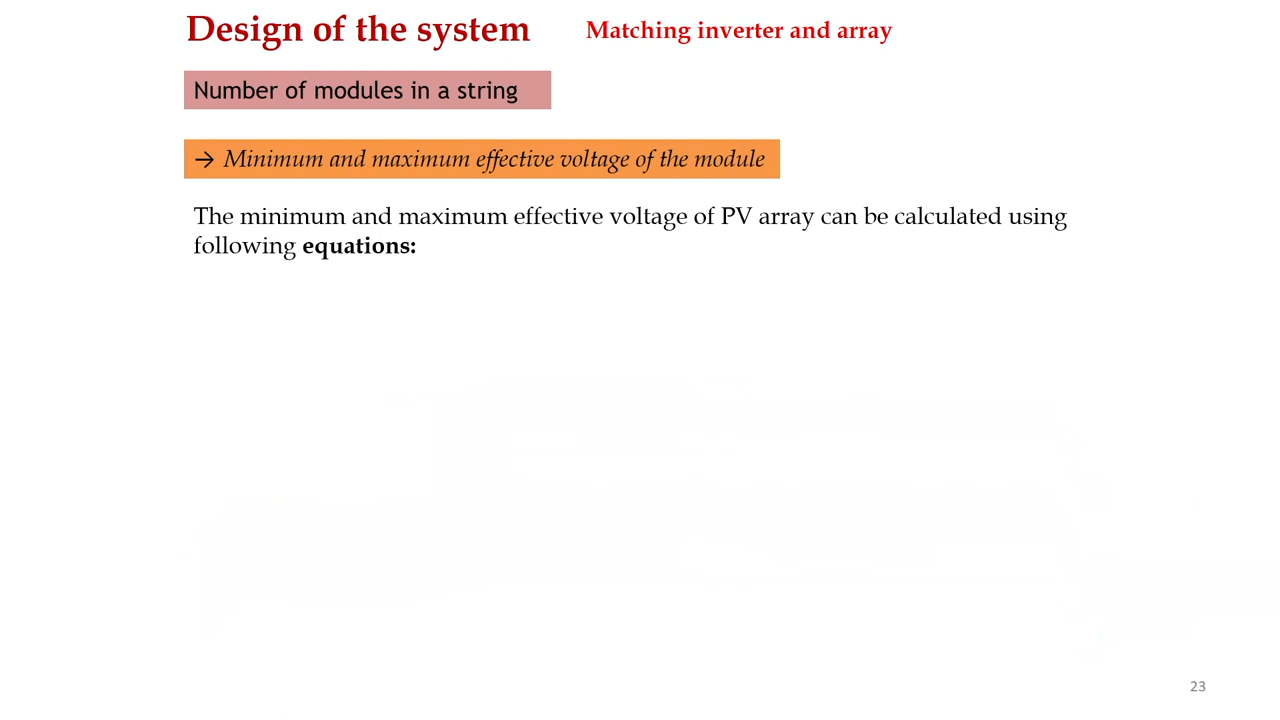 Design of the system
Matching inverter and array
Number of modules in a string
→ Minimum and maximum effective voltage of the module
The minimum and maximum effective voltage of PV array can be calculated using
following equations:
23